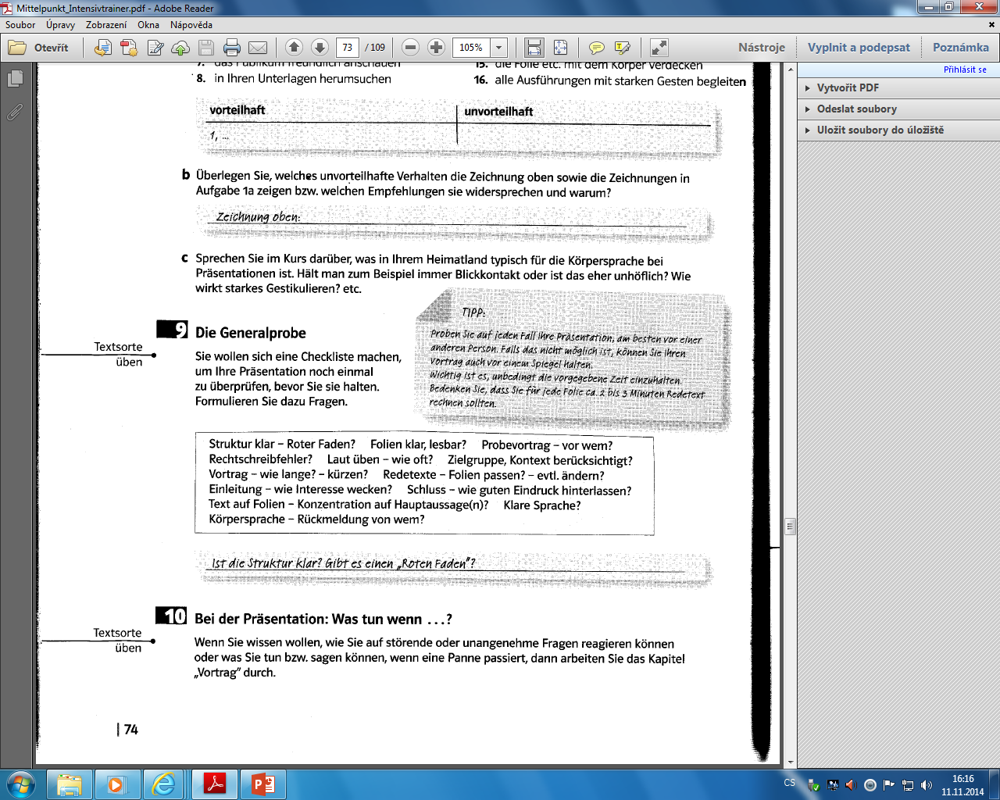 Mittelpunkt_Intensivtrainer.pdf - Adobe Reader
Soubor Úpravy Zobrazení Okna Nápověda
Otevřít 73 / 109 105% Nástroje Vyplnit a podepsat Poznámka
Přihlásit se
Vytvořit PDF
Odeslat soubory
Uložit soubory do úložiště
7. das Publikum freundlich anschauen
8. in Ihren Unterlagen herumsuchen
15. die Folie etc. mit dem Körper verdecken
16. alle Ausführungen mit starken Gesten begleiten
vorteilhaft unvorteilhaft
1, ...
b Überlegen Sie, welches unvorteilhafte Verhalten die Zeichnung oben sowie die Zeichnungen in
Aufgabe 1a zeigen bzw. welchen Empfehlungen sie widersprechen und warum?
Zeichnung oben:
c Sprechen Sie im Kurs darüber, was in Ihrem Heimatland typisch für die Körpersprache bei
Präsentationen ist. Hält man zum Beispiel immer Blickkontakt oder ist das eher unhöflich? Wie
wirkt starkes Gestikulieren? etc.
TIPP:
Proben Sie auf jeden Fall Ihre Präsentation, am besten vor einer
anderen Person. Falls das nicht möglich ist, können Sie Ihren
Vortrag auch vor einem Spiegel halten.
Wichtig ist es, unbedingt die vorgegebene Zeit einzuhalten.
Bedenken Sie, dass Sie für jede Folie ca. 2 bis 3 Minuten Redetext
rechnen sollten.
9 Die Generalprobe
Textsorte
üben
Sie wollen sich eine Checkliste machen,
um Ihre Präsentation noch einmal
zu überprüfen, bevor Sie sie halten.
Formulieren Sie dazu Fragen.
Struktur klar – Roter Faden? Folien klar, lesbar? Probevortrag – vor wem?
Rechtschreibfehler? Laut üben – wie oft? Zielgruppe, Kontext berücksichtigt?
Vortrag – wie lange? – kürzen? Redetexte – Folien passen? – evtl. ändern?
Einleitung – wie Interesse wecken? Schluss – wie guten Eindruck hinterlassen?
Text auf Folien – Konzentration auf Hauptaussage(n)? Klare Sprache?
Körpersprache – Rückmeldung von wem?
Ist die Struktur klar? Gibt es einen „Roten Faden"?
10 Bei der Präsentation: Was tun wenn ...?
Textsorte
üben
Wenn Sie wissen wollen, wie Sie auf störende oder unangenehme Fragen reagieren können
oder was Sie tun bzw. sagen können, wenn eine Panne passiert, dann arbeiten Sie das Kapitel
„Vortrag" durch.
| 74
CS
16:16
11.11.2014